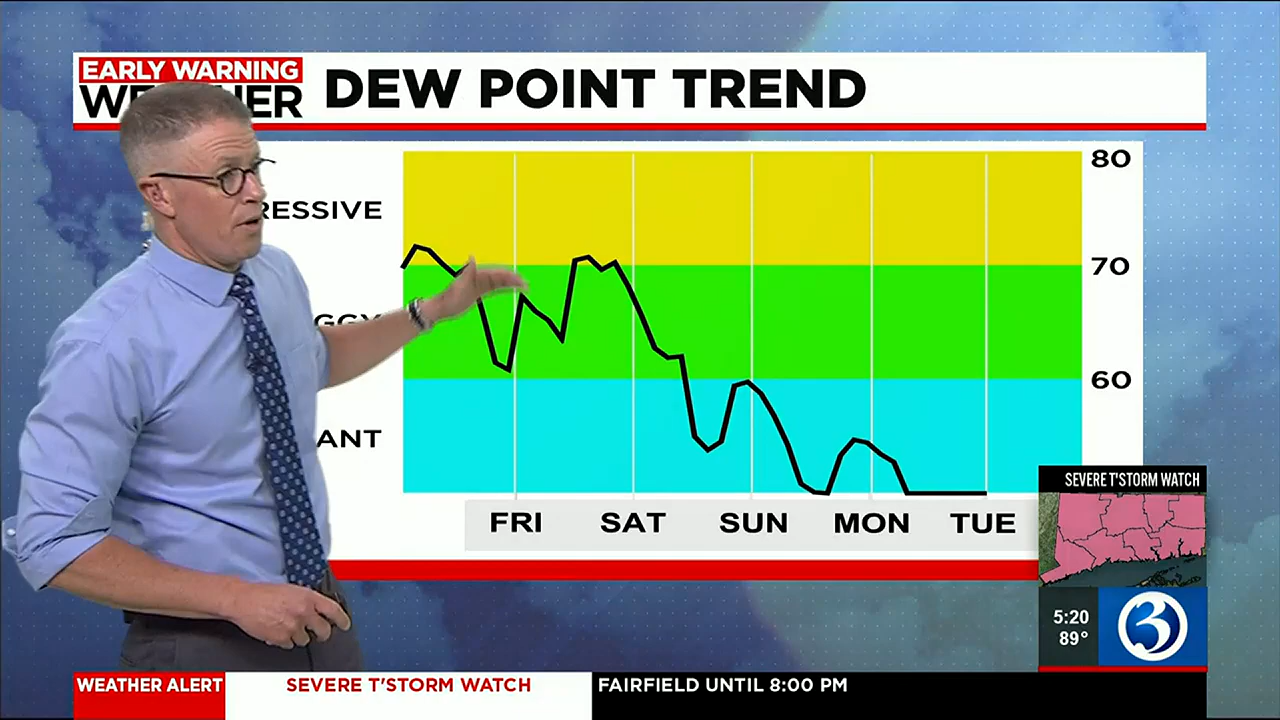 EARLY WARNING
DEW POINT TREND
80
70
60
FRI SAT SUN MON TUE
SEVERE T'STORM WATCH
5:20
89°
3
WEATHER ALERT SEVERE T'STORM WATCH FAIRFIELD UNTIL 8:00 PM